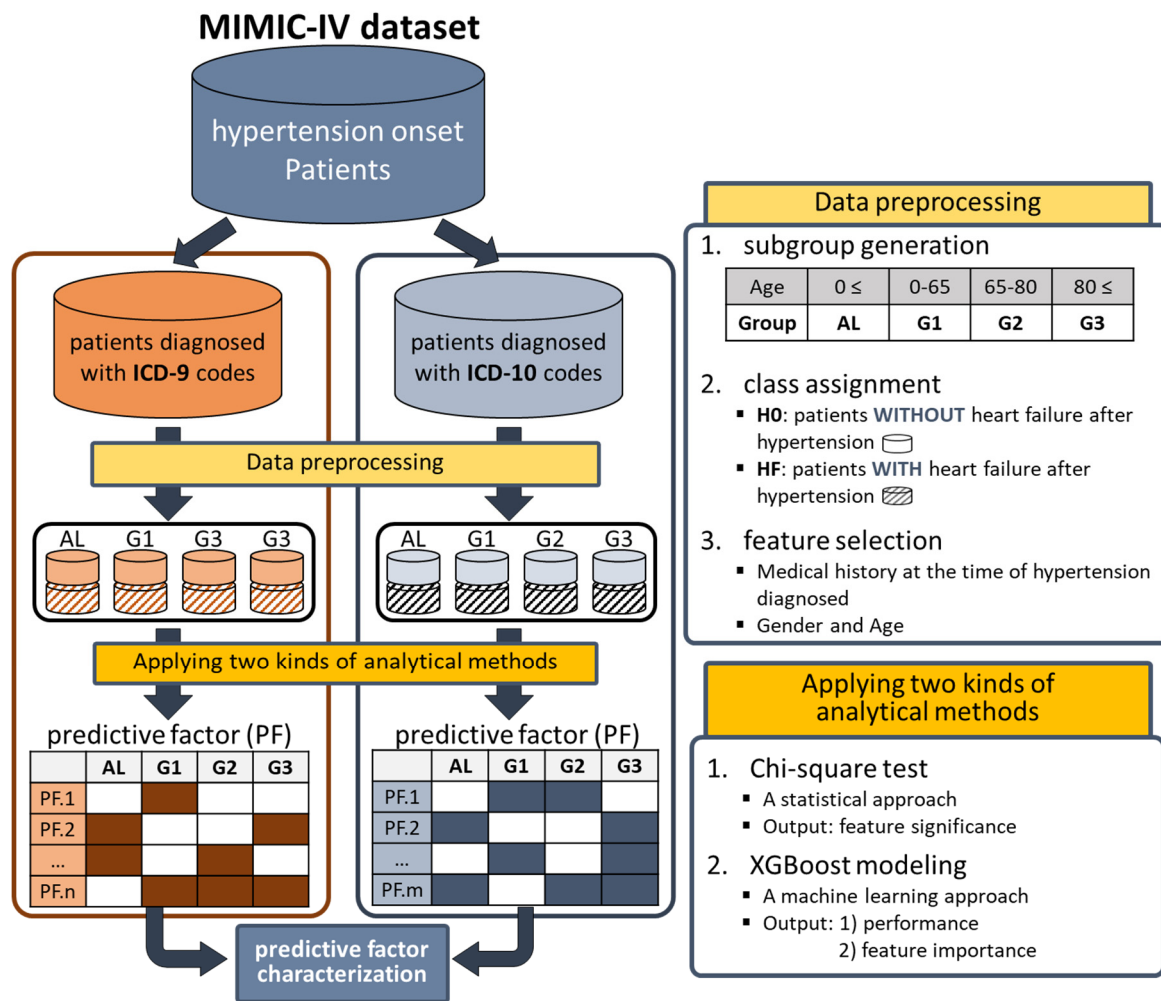 MIMIC-IV dataset
hypertension onset
Patients
patients diagnosed
with ICD-9 codes
patients diagnosed
with ICD-10 codes
Data preprocessing
AL G1 G3 G3
AL G1 G2 G3
Applying two kinds of analytical methods
predictive factor (PF)
AL G1 G2 G3
PF.1
PF.2
...
PF.n
predictive factor (PF)
AL G1 G2 G3
PF.1
PF.2
...
PF.m
predictive factor
characterization
Data preprocessing
1. subgroup generation
Age 0 ≤ 0-65 65-80 80 ≤
Group AL G1 G2 G3
2. class assignment
▪ H0: patients WITHOUT heart failure after
hypertension
▪ HF: patients WITH heart failure after
hypertension
3. feature selection
▪ Medical history at the time of hypertension
diagnosed
▪ Gender and Age
Applying two kinds of
analytical methods
1. Chi-square test
▪ A statistical approach
▪ Output: feature significance
2. XGBoost modeling
▪ A machine learning approach
▪ Output: 1) performance
2) feature importance